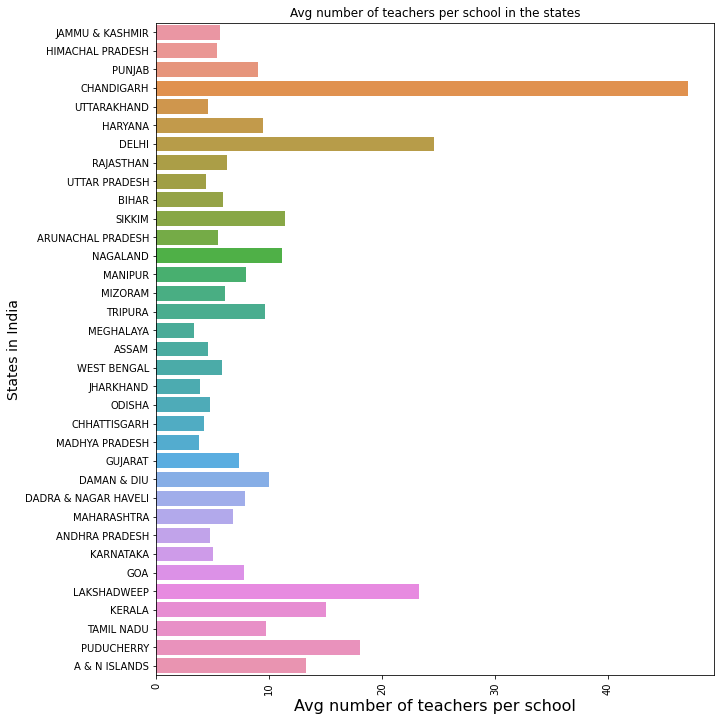 Avg number of teachers per school in the states
States in India
JAMMU & KASHMIR
HIMACHAL PRADESH
PUNJAB
CHANDIGARH
UTTARAKHAND
HARYANA
DELHI
RAJASTHAN
UTTAR PRADESH
BIHAR
SIKKIM
ARUNACHAL PRADESH
NAGALAND
MANIPUR
MIZORAM
TRIPURA
MEGHALAYA
ASSAM
WEST BENGAL
JHARKHAND
ODISHA
CHHATTISGARH
MADHYA PRADESH
GUJARAT
DAMAN & DIU
DADRA & NAGAR HAVELI
MAHARASHTRA
ANDHRA PRADESH
KARNATAKA
GOA
LAKSHADWEEP
KERALA
TAMIL NADU
PUDUCHERRY
A & N ISLANDS
0
10
20
30
40
Avg number of teachers per school